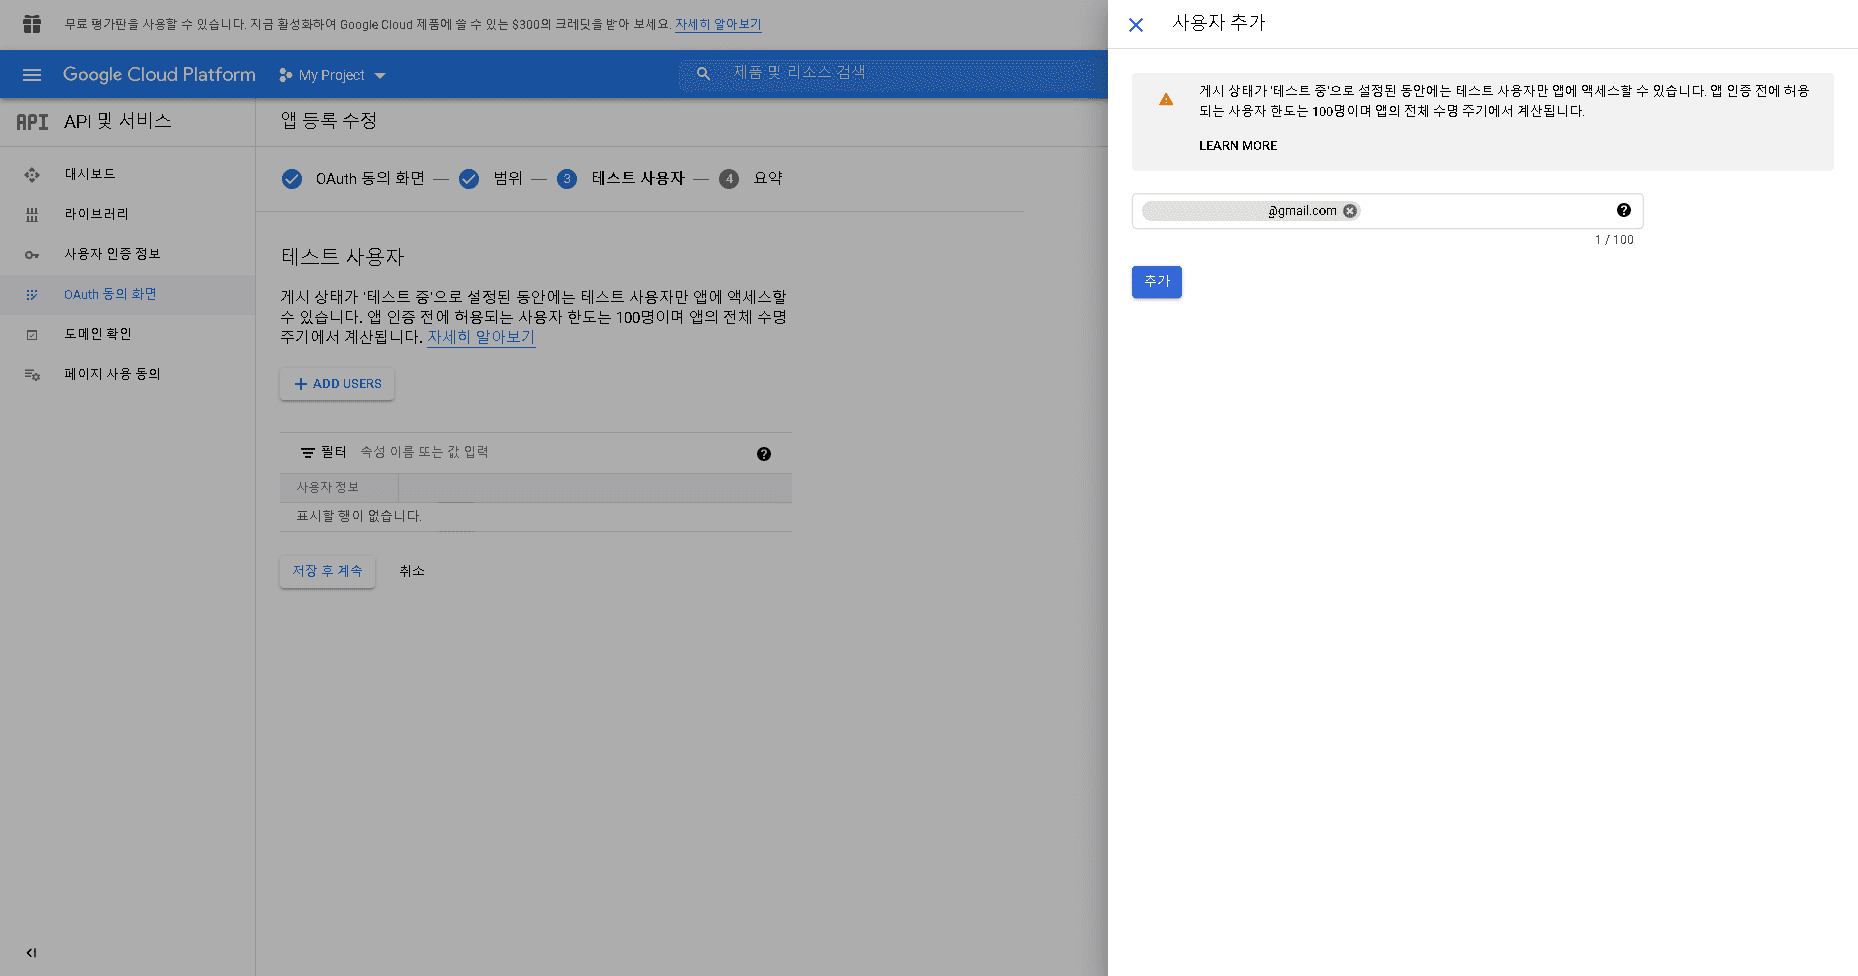 무료 평가판을 사용할 수 있습니다. 지금 활성화하여 Google Cloud 제품에 쓸 수 있는 $300의 크레딧을 받아 보세요. 자세히 알아보기
Google Cloud Platform
My Project
제품 및 리소스 검색
API API 및 서비스
대시보드
라이브러리
사용자 인증 정보
OAuth 동의 화면
도메인 확인
페이지 사용 동의
앱 등록 수정
OAuth 동의 화면 — 범위 — 3 테스트 사용자 — 4 요약
테스트 사용자
게시 상태가 '테스트 중'으로 설정된 동안에는 테스트 사용자만 앱에 액세스할
수 있습니다. 앱 인증 전에 허용되는 사용자 한도는 100명이며 앱의 전체 수명
주기에서 계산됩니다. 자세히 알아보기
+ ADD USERS
필터 속성 이름 또는 값 입력
사용자 정보
표시할 행이 없습니다.
저장 후 계속 취소
사용자 추가
게시 상태가 '테스트 중'으로 설정된 동안에는 테스트 사용자만 앱에 액세스할 수 있습니다. 앱 인증 전에 허용
되는 사용자 한도는 100명이며 앱의 전체 수명 주기에서 계산됩니다.
LEARN MORE
@gmail.com
1 / 100
추가